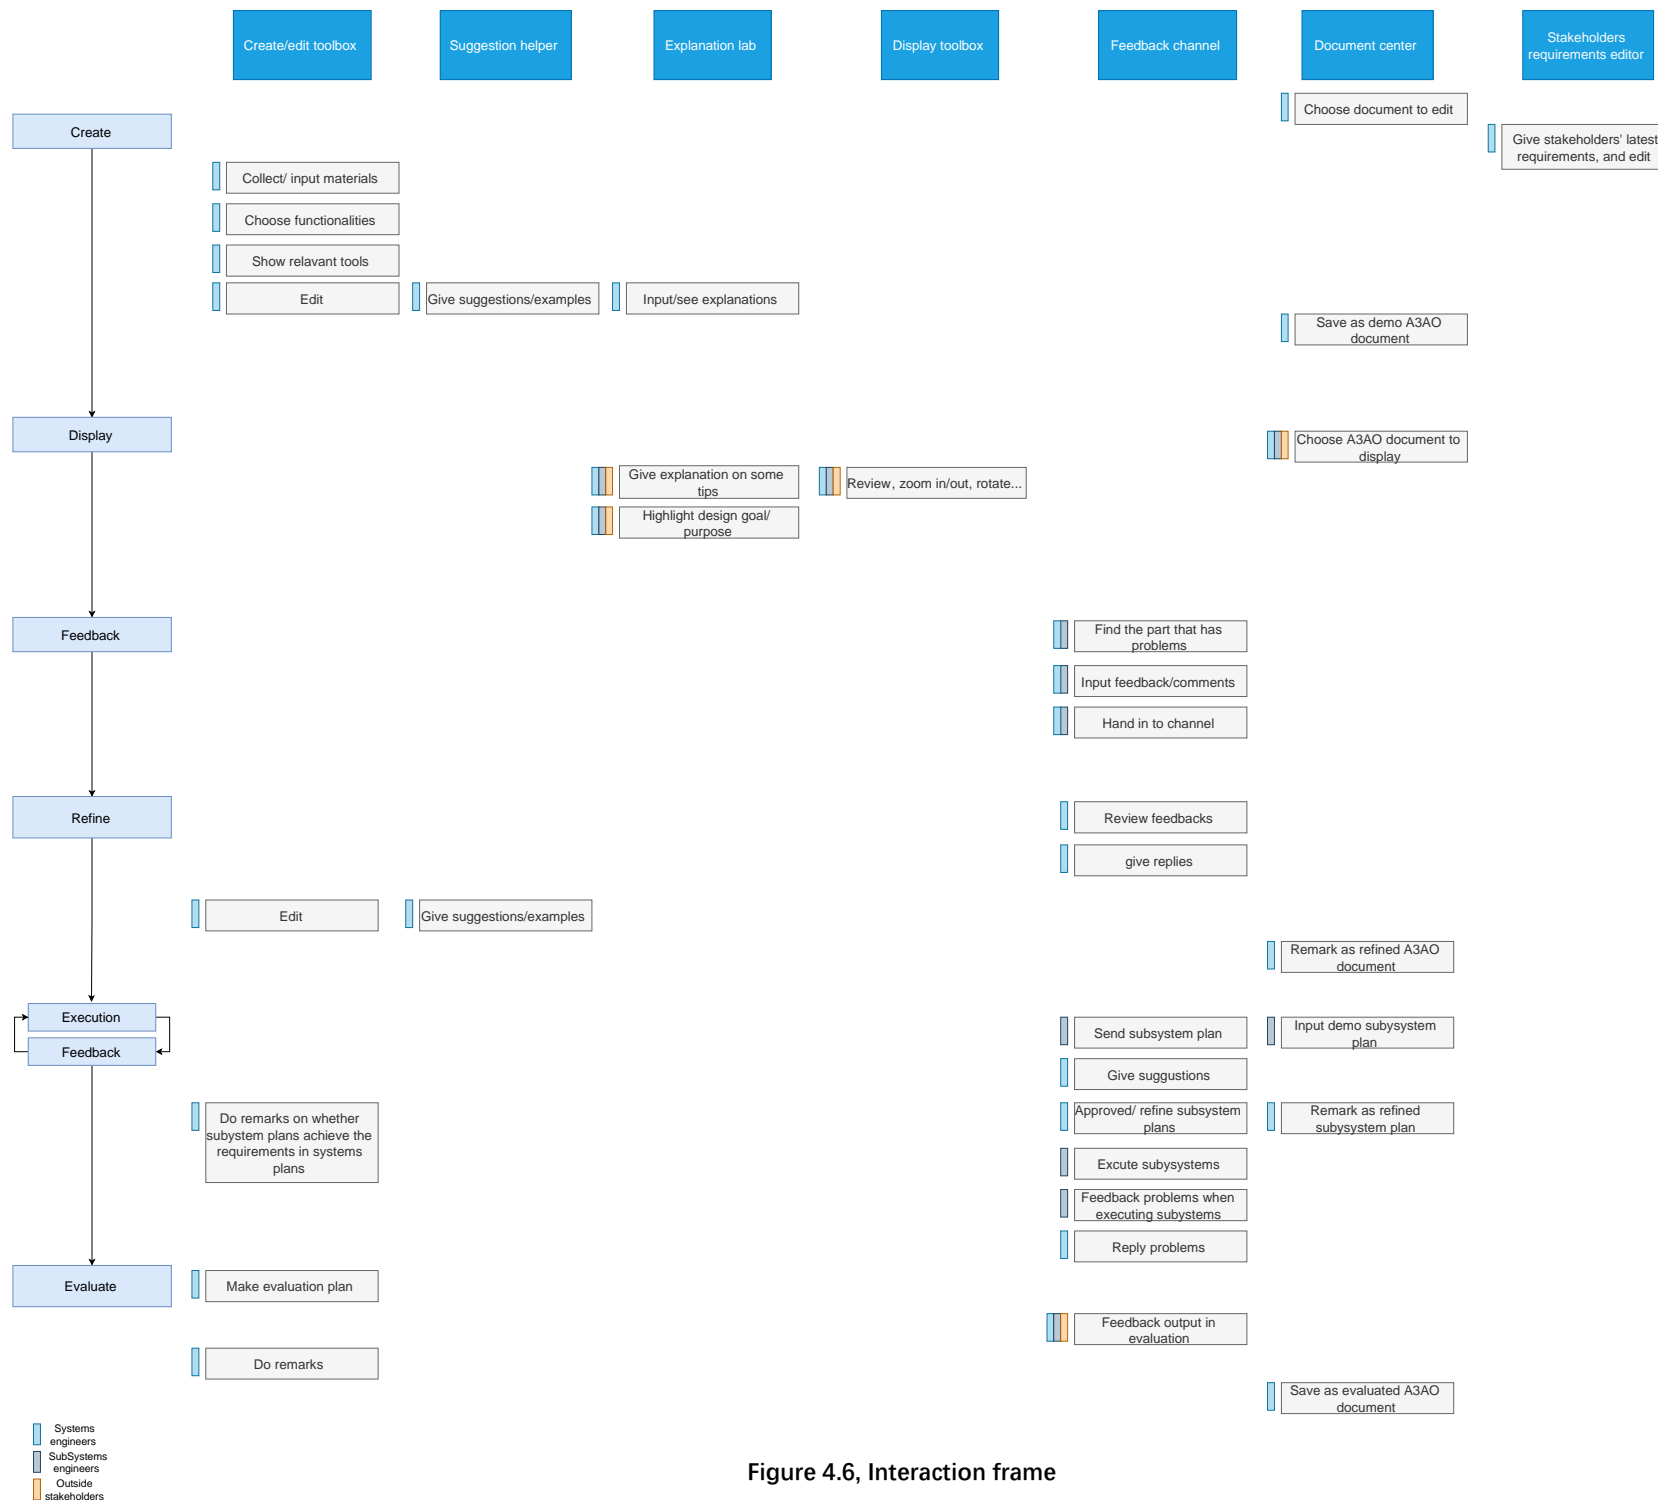 Create/edit toolbox
Suggestion helper
Explanation lab
Display toolbox
Feedback channel
Document center
Stakeholders
requirements editor
Choose document to edit
Create
Give stakeholders' latest
requirements, and edit
Collect/ input materials
Choose functionalities
Show relavant tools
Edit
Give suggestions/examples
Input/see explanations
Save as demo A3AO
document
Display
Choose A3AO document to
display
Give explanation on some
tips
Review, zoom in/out, rotate...
Highlight design goal/
purpose
Feedback
Find the part that has
problems
Input feedback/comments
Hand in to channel
Refine
Review feedbacks
give replies
Edit
Give suggestions/examples
Remark as refined A3AO
document
Execution
Send subsystem plan
Input demo subysystem
plan
Feedback
Give suggustions
Do remarks on whether
subystem plans achieve the
requirements in systems
plans
Approved/ refine subsystem
plans
Remark as refined
subysystem plan
Excute subysystems
Feedback problems when
executing subystems
Reply problems
Evaluate
Make evaluation plan
Feedback output in
evaluation
Do remarks
Save as evaluated A3AO
document
Systems
engineers
SubSystems
engineers
Outside
stakeholders
Figure 4.6, Interaction frame